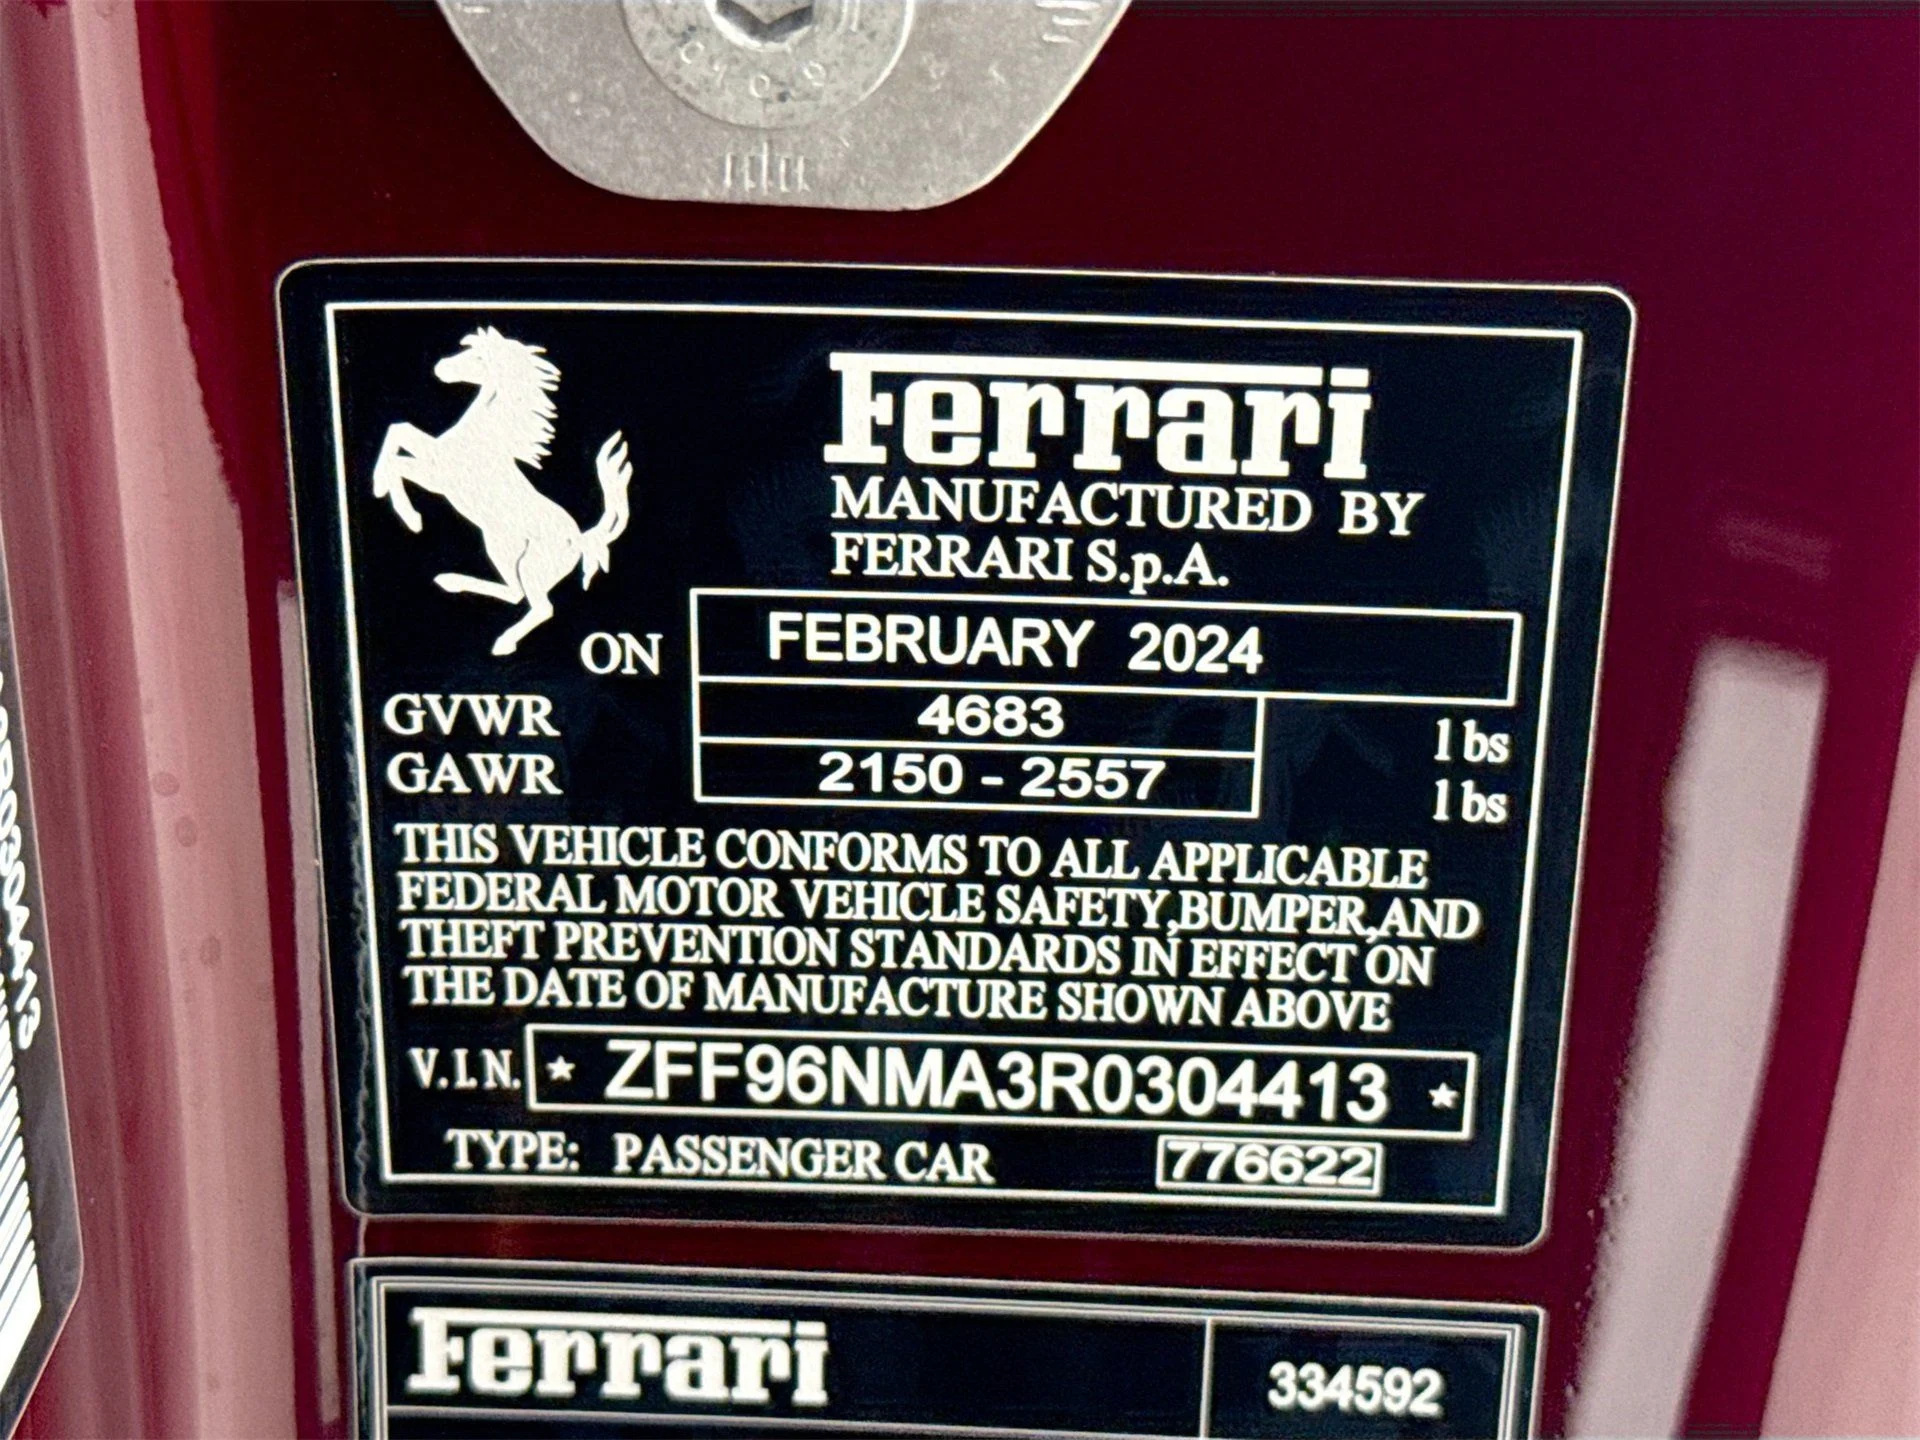 Ferrari
MANUFACTURED BY
FERRARI S.p.A.
ON FEBRUARY 2024
GVWR 4683 lbs
GAWR 2150 - 2557 lbs
THIS VEHICLE CONFORMS TO ALL APPLICABLE
FEDERAL MOTOR VEHICLE SAFETY,BUMPER,AND
THEFT PREVENTION STANDARDS IN EFFECT ON
THE DATE OF MANUFACTURE SHOWN ABOVE
V.I.N. * ZFF96NMA3R0304413 *
TYPE: PASSENGER CAR 776622
Ferrari 334592